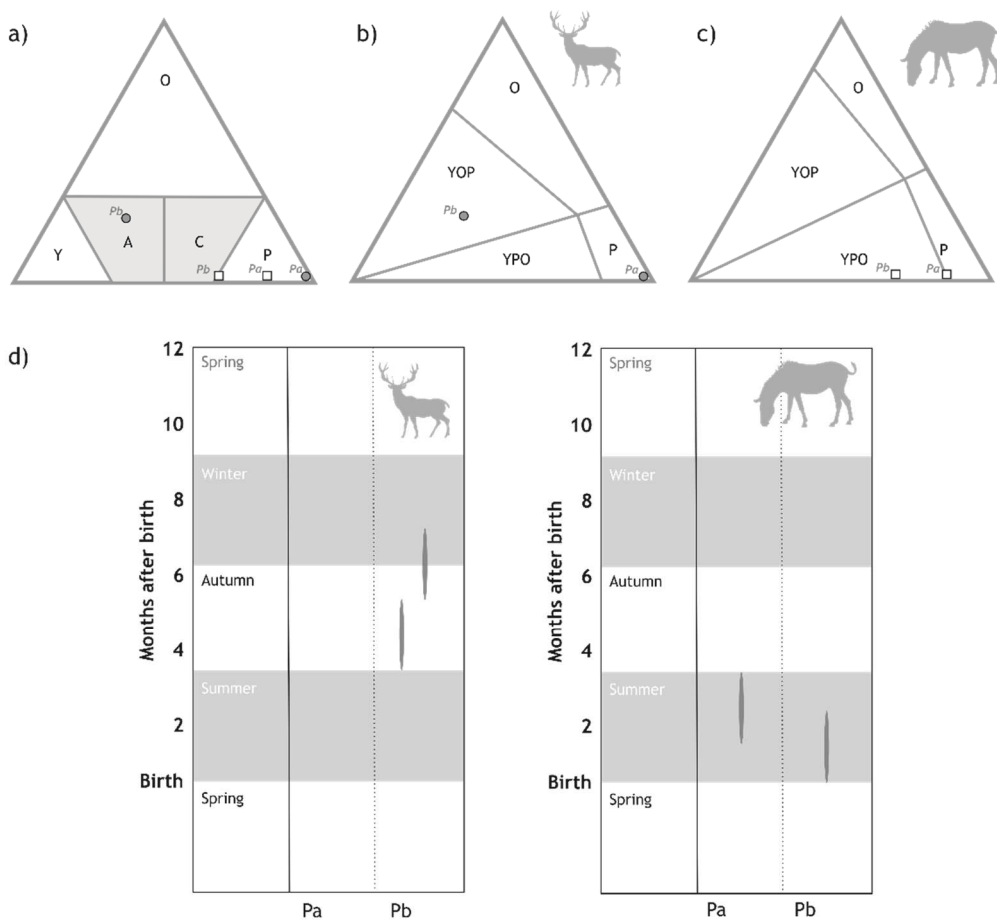 a)
O
Pb
A
C
Y
P
Pb
Pa
Pa
b)
O
YOP
Pb
YPO
P
Pa
c)
O
YOP
YPO
Pb
Pa
P
d)
Months after birth
12
10
8
6
4
2
Birth
Spring
Winter
Autumn
Summer
Spring
Pa
Pb
Months after birth
12
10
8
6
4
2
Birth
Spring
Winter
Autumn
Summer
Spring
Pa
Pb